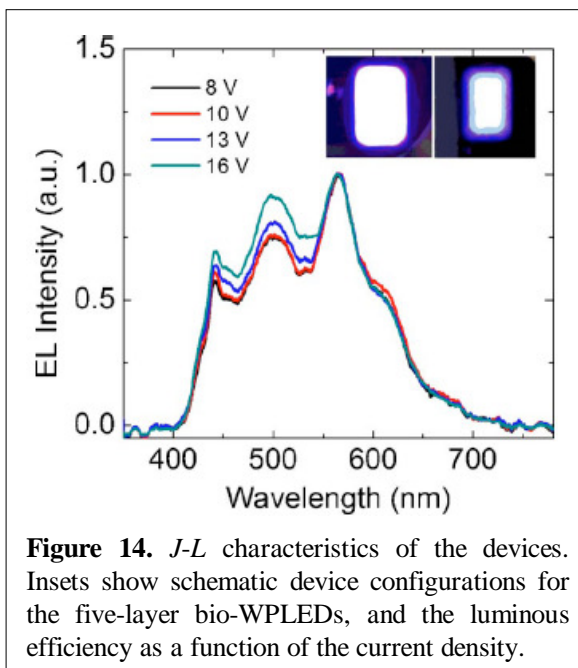 1.5
8 V
10 V
13 V
16 V
1.0
0.5
0.0
EL Intensity (a.u.)
400 500 600 700
Wavelength (nm)
Figure 14. J-L characteristics of the devices.
Insets show schematic device configurations for
the five-layer bio-WPLEDs, and the luminous
efficiency as a function of the current density.